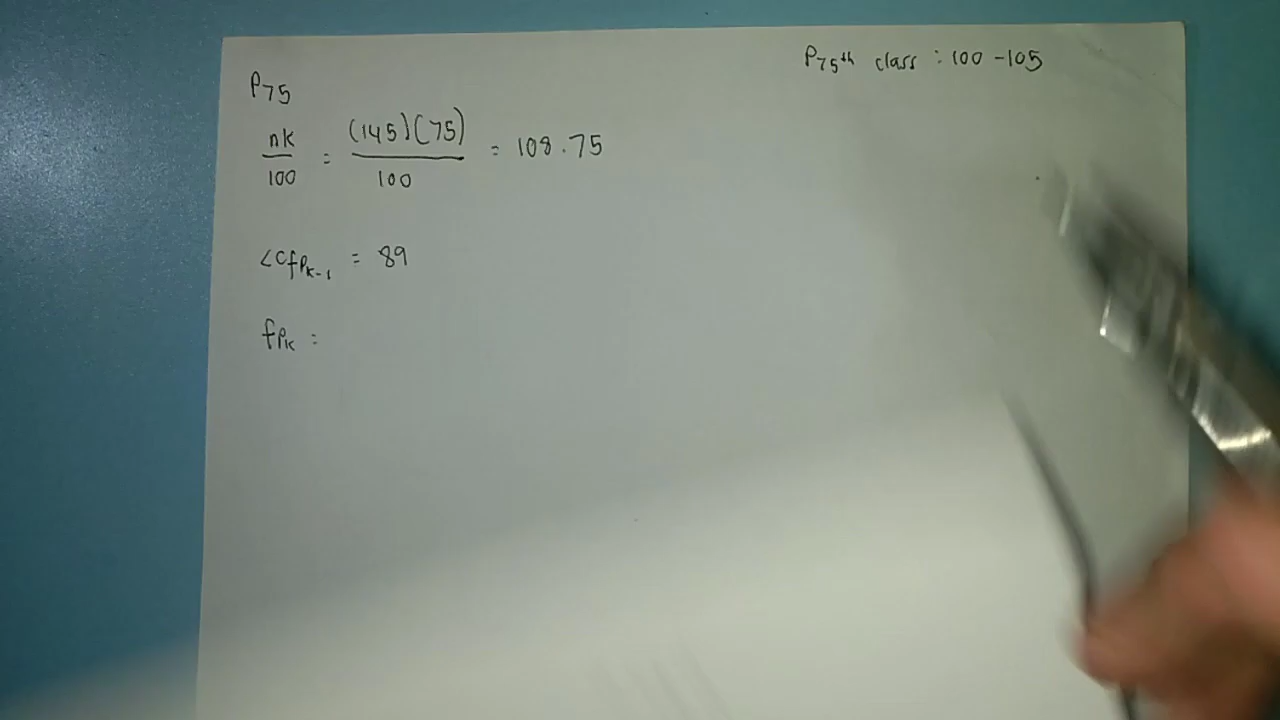 P75
P75th class : 100 - 105
nk/100 = (145)(75)/100 = 108.75
<CfPk-1 = 89
fPk =